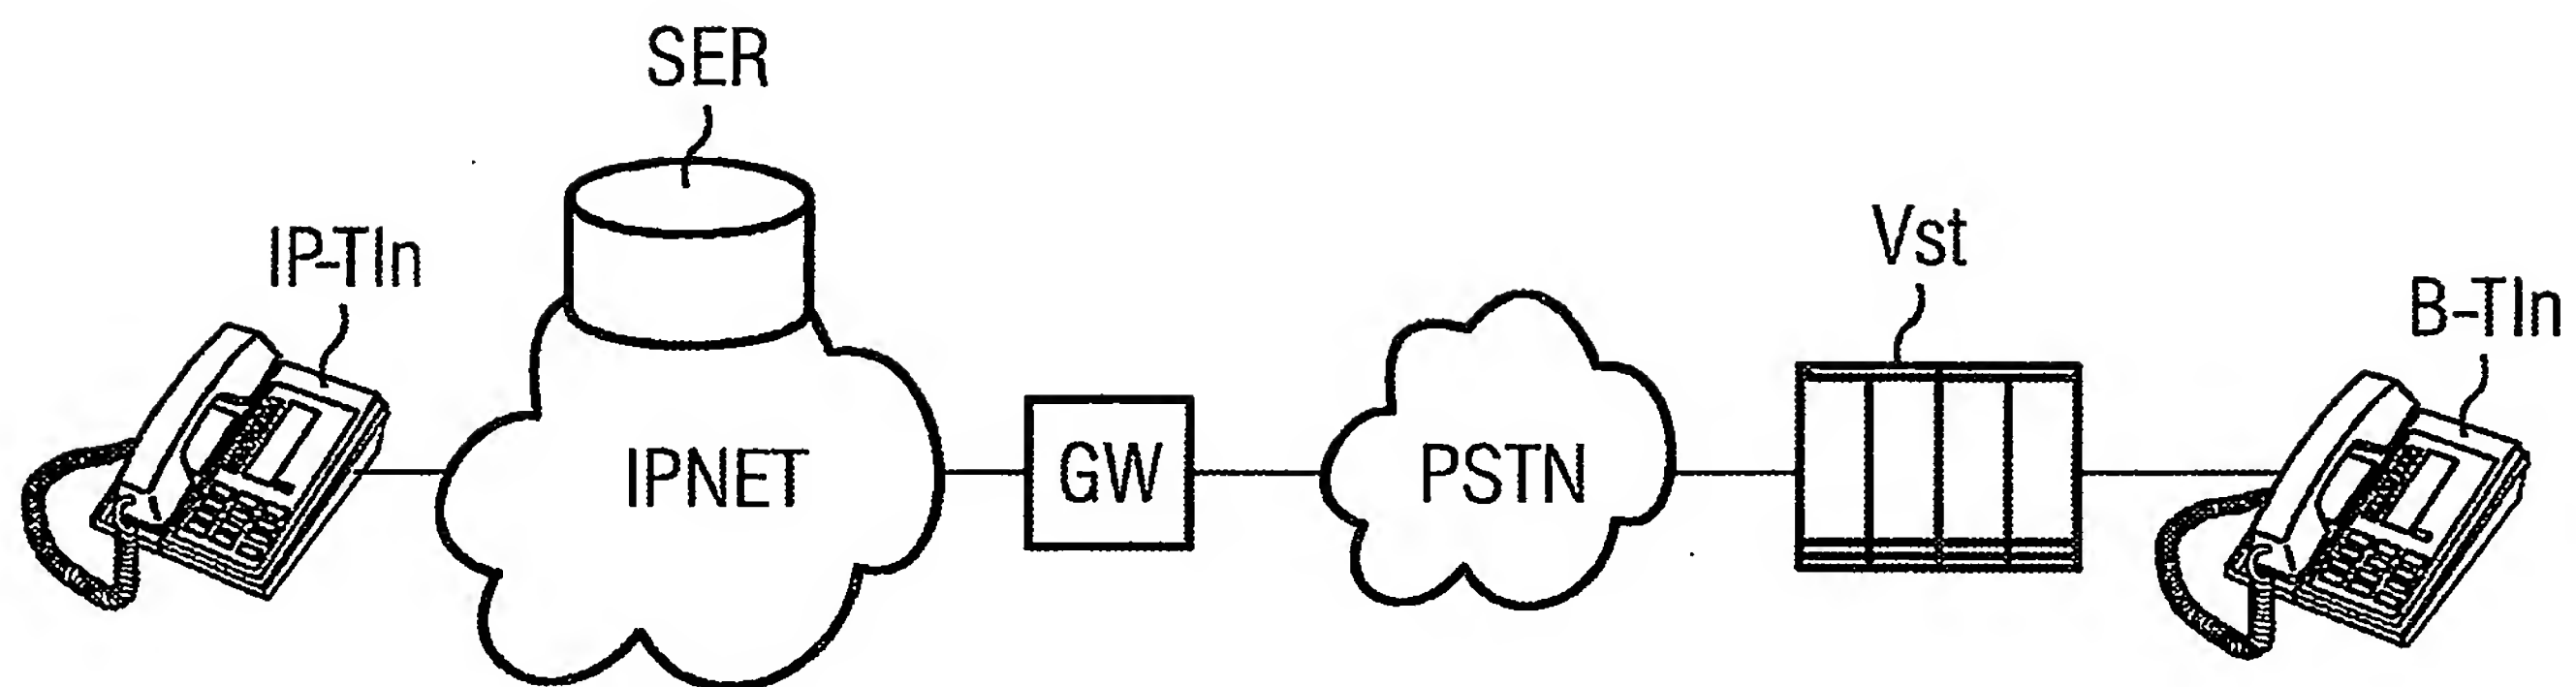 SER
IP-Tln
Vst
B-Tln
IPNET
GW
PSTN